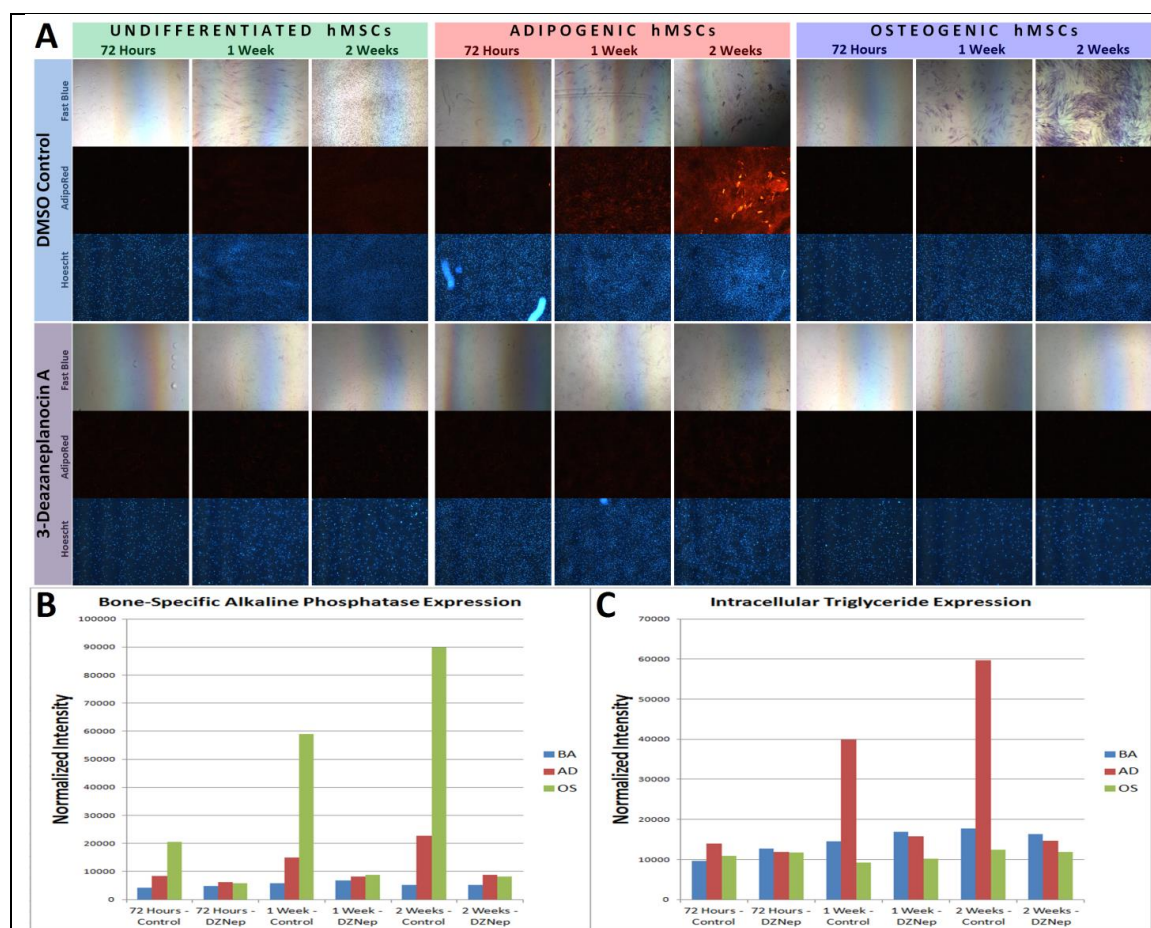 A
UNDIFFERENTIATED hMSCs
72 Hours 1 Week 2 Weeks
ADIPOGENIC hMSCs
72 Hours 1 Week 2 Weeks
OSTEOGENIC hMSCs
72 Hours 1 Week 2 Weeks
DMSO Control
Fast Blue
AdipoRed
Hoescht
3-Deazaneplanocin A
Fast Blue
AdipoRed
Hoescht
B
Bone-Specific Alkaline Phosphatase Expression
Normalized Intensity
100000
90000
80000
70000
60000
50000
40000
30000
20000
10000
0
72 Hours - Control
72 Hours - DZNep
1 Week - Control
1 Week - DZNep
2 Weeks - Control
2 Weeks - DZNep
BA
AD
OS
C
Intracellular Triglyceride Expression
Normalized Intensity
70000
60000
50000
40000
30000
20000
10000
0
72 Hours - Control
72 Hours - DZNep
1 Week - Control
1 Week - DZNep
2 Weeks - Control
2 Weeks - DZNep
BA
AD
OS